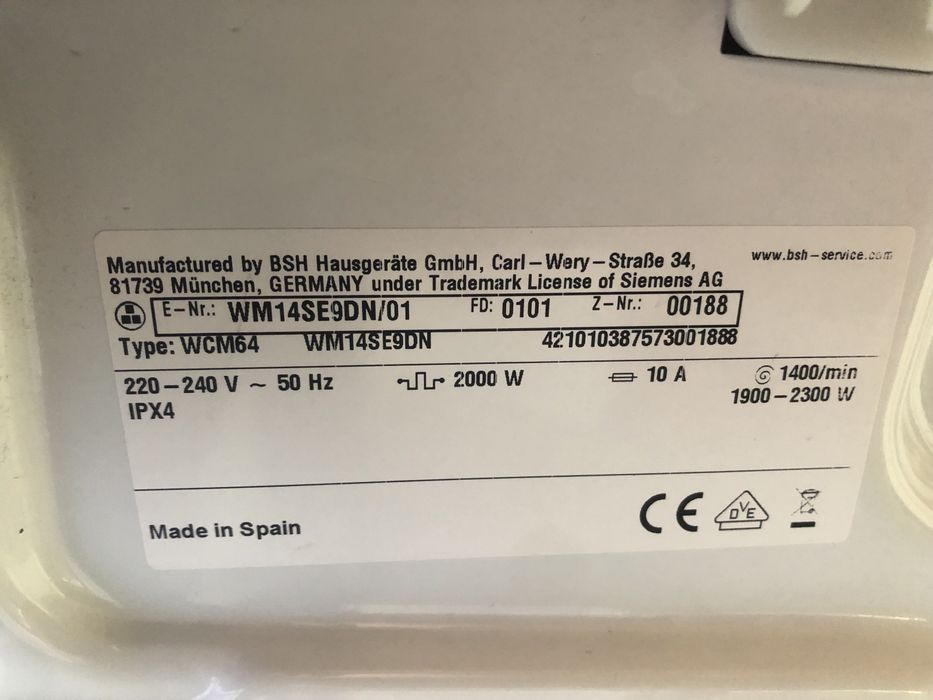 Manufactured by BSH Hausgeräte GmbH, Carl-Wery-Straße 34,
www.bsh-service.com
81739 München, GERMANY under Trademark License of Siemens AG
E-Nr.: WM14SE9DN/01 FD: 0101 Z-Nr.: 00188
Type: WCM64 WM14SE9DN 421010387573001888
220-240 V ~ 50 Hz 2000 W 10 A 1400/min
IPX4 1900-2300 W
Made in Spain CE DVE